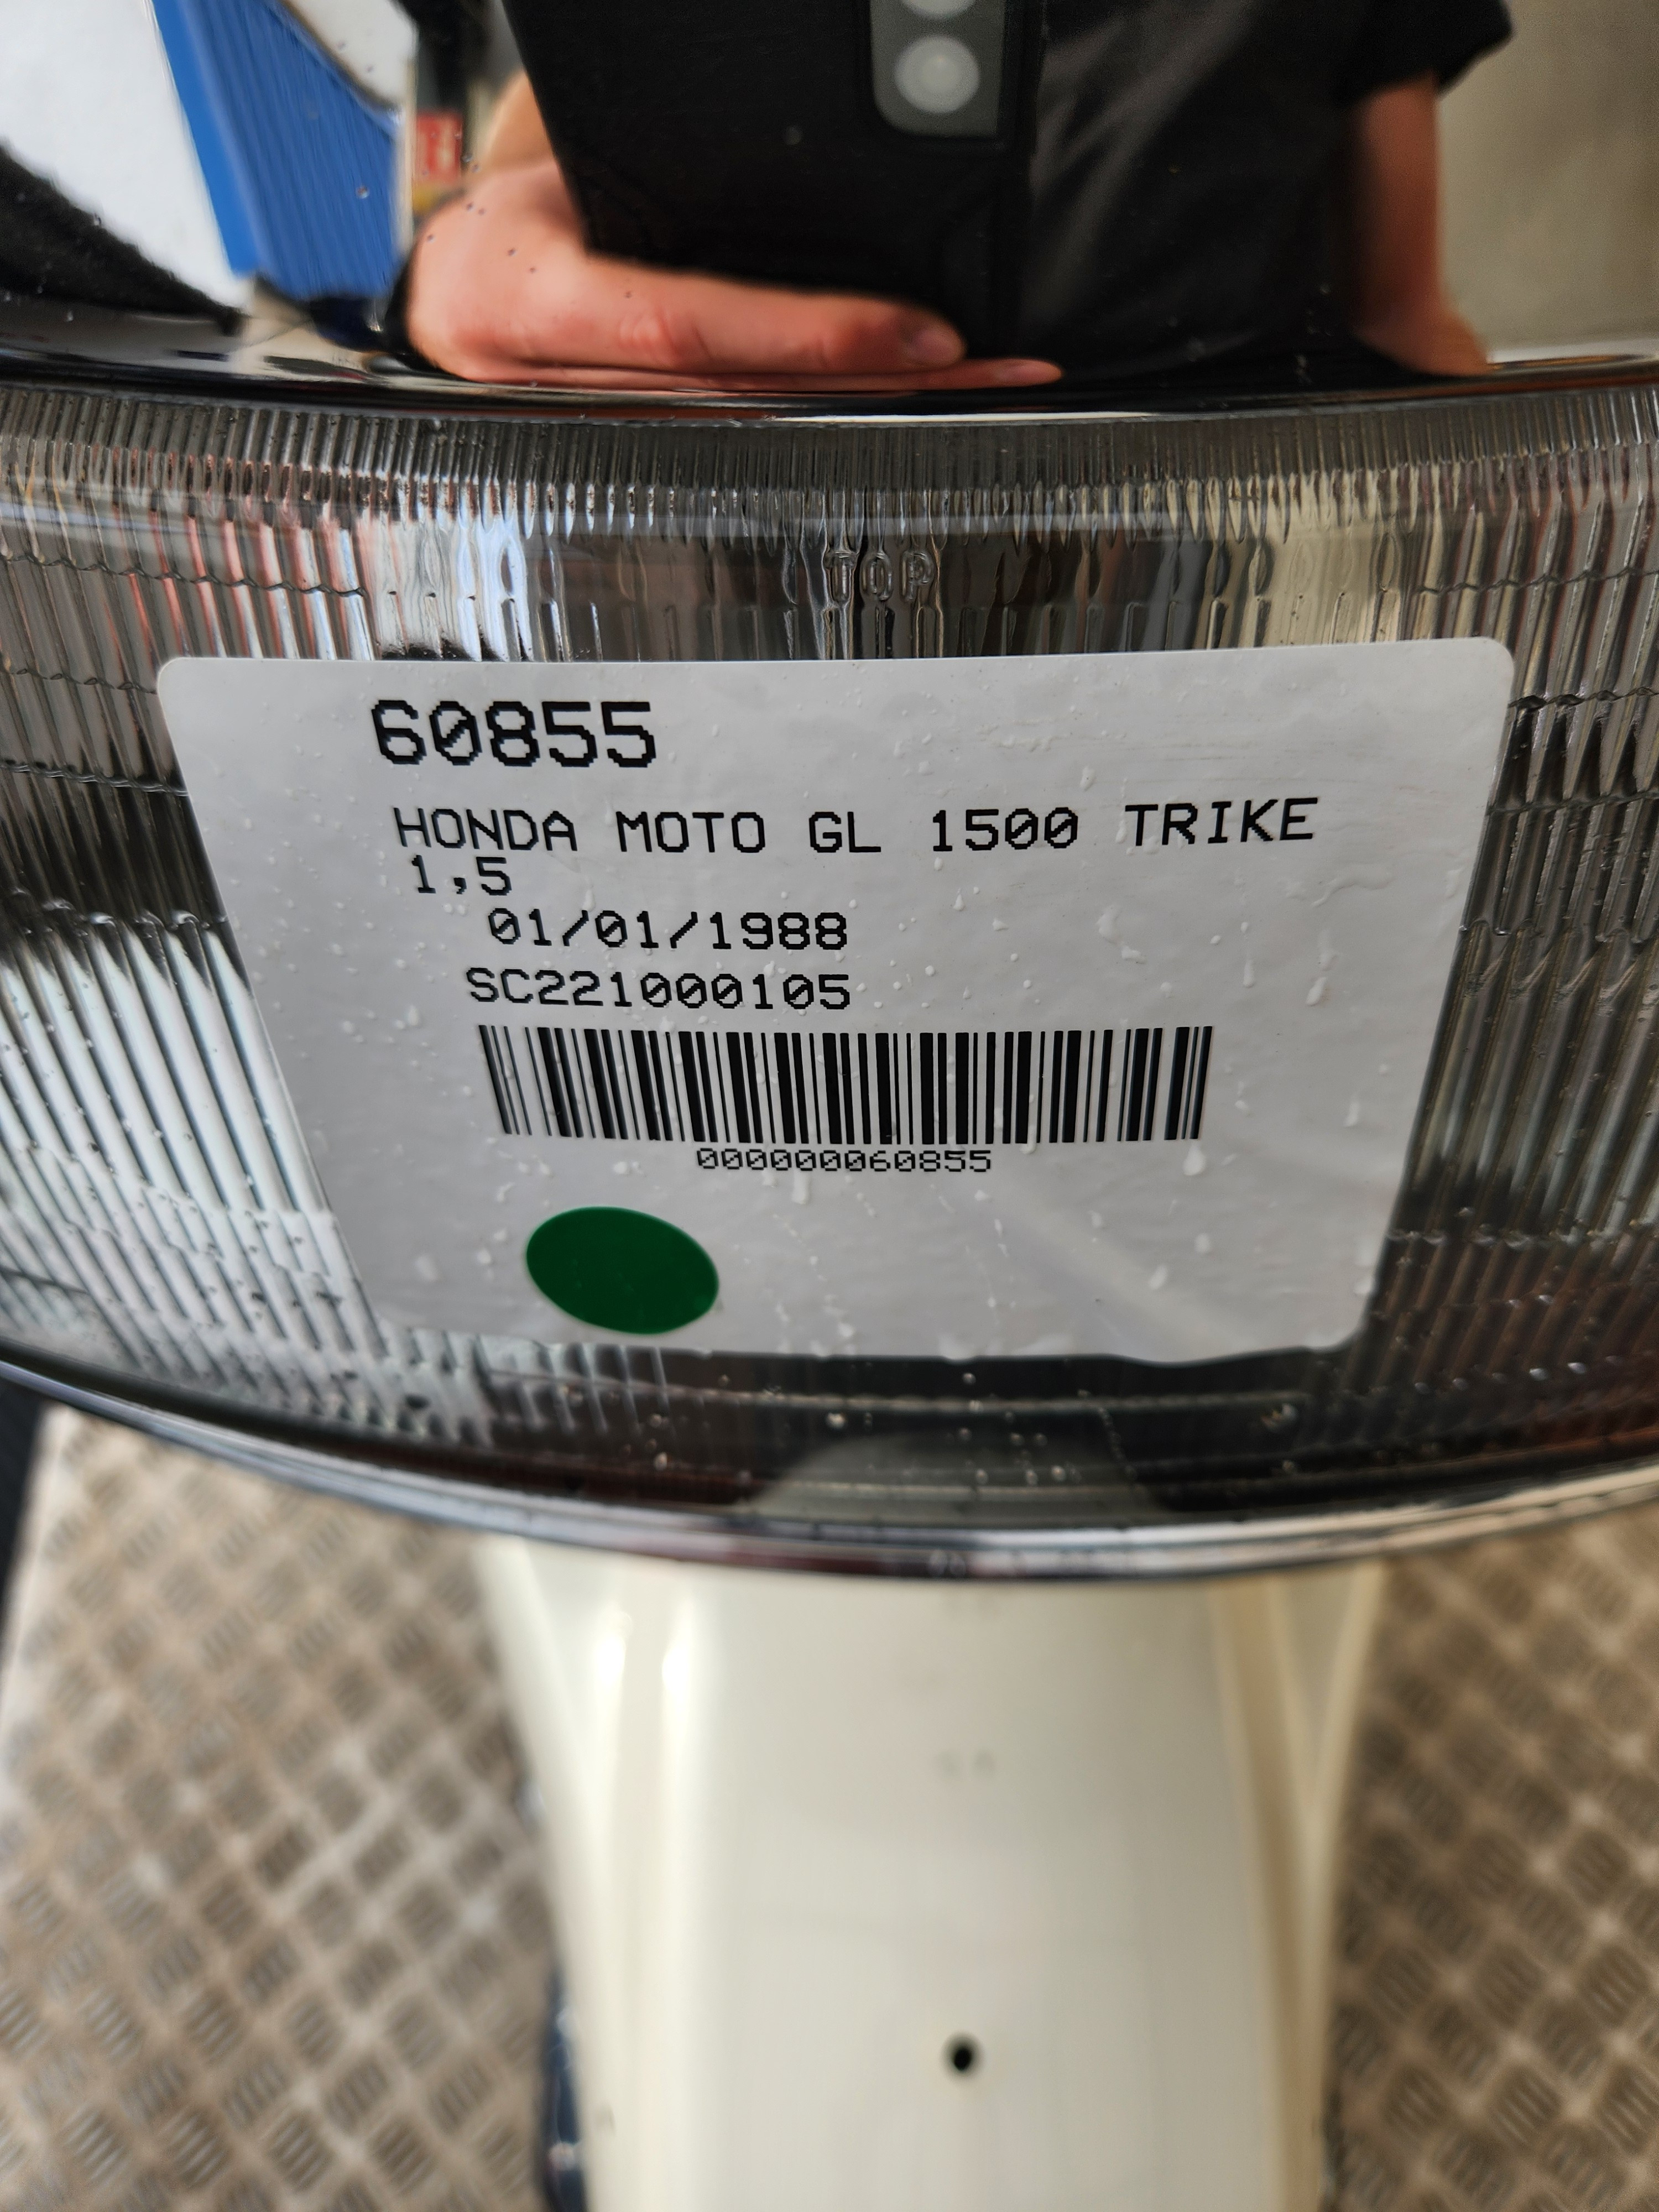 TOP
60855
HONDA MOTO GL 1500 TRIKE
1,5
01/01/1988
SC221000105
000000060855